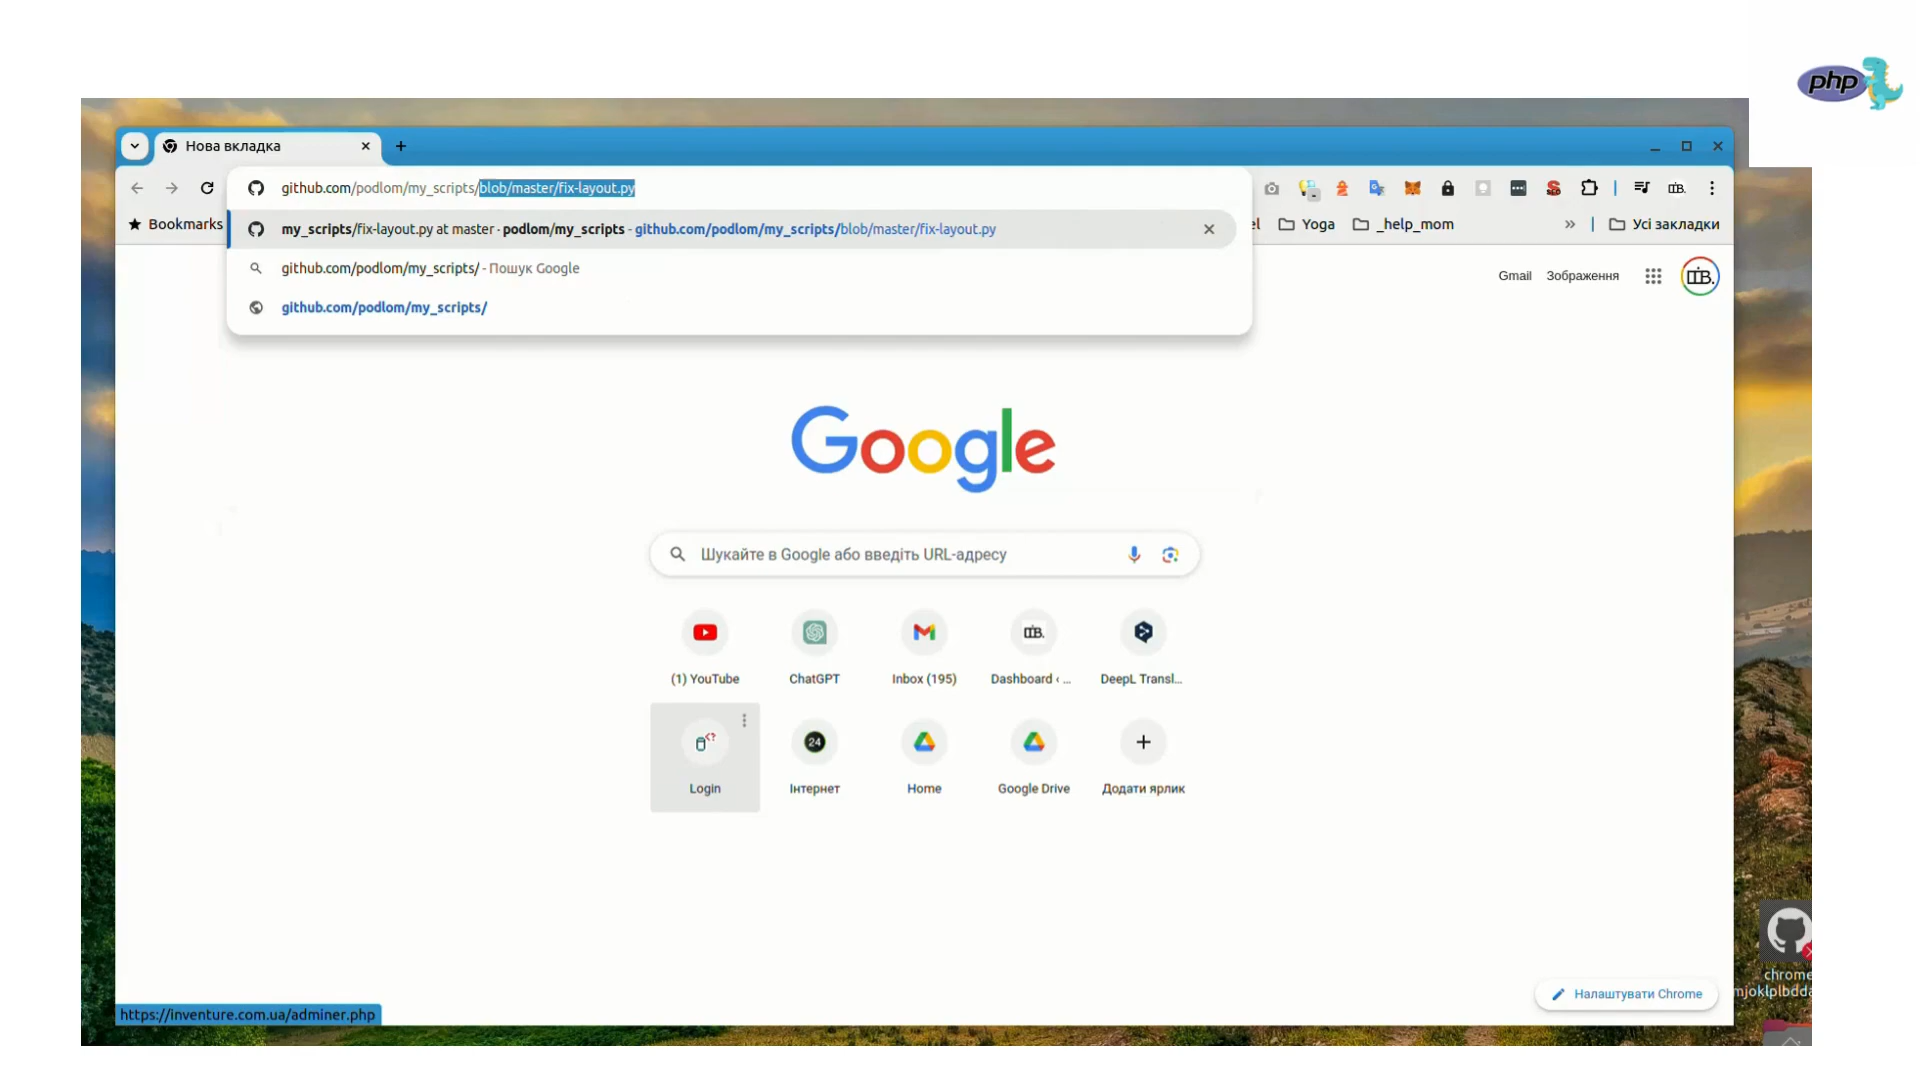 php
Нова вкладка
github.com/podlom/my_scripts/blob/master/fix-layout.py
Bookmarks
my_scripts/fix-layout.py at master · podlom/my_scripts - github.com/podlom/my_scripts/blob/master/fix-layout.py
el
Yoga
_help_mom
Усі закладки
github.com/podlom/my_scripts/ - Пошук Google
github.com/podlom/my_scripts/
Gmail
Зображення
ПВ.
Google
Шукайте в Google або введіть URL-адресу
(1) YouTube
ChatGPT
Inbox (195)
Dashboard ‹ ...
DeepL Transl...
24
Login
Інтернет
Home
Google Drive
Додати ярлик
chrome
mjoklplbdda
Налаштувати Chrome
https://inventure.com.ua/adminer.php